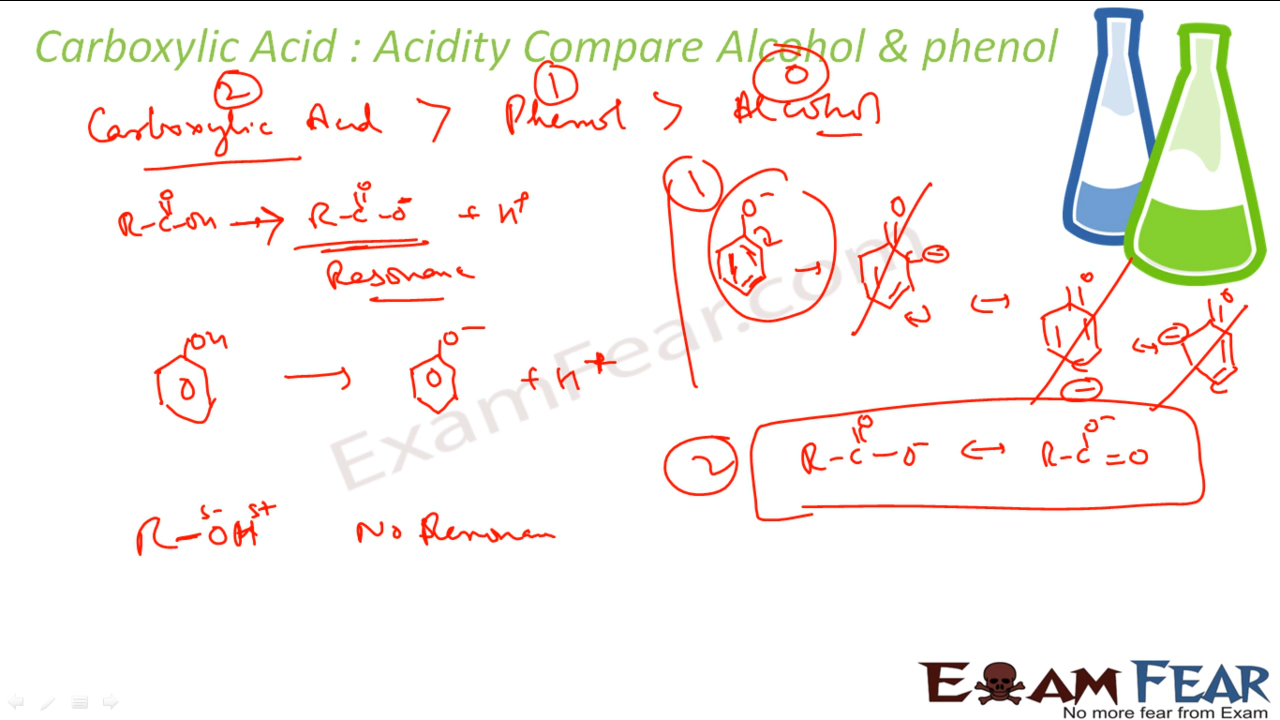 Carboxylic Acid : Acidity Compare Alcohol & phenol
2 1 0
Carboxylic Acid > Phenol > Alcohol
1
R-C-OH → R-C-O⁻ + H⁺
O O
Resonance
O⁻ → O ⊖ ↔ O ⊖ ↔ O ⊖
OH → O⁻ + H⁺
2
R-C-O⁻ ↔ R-C=O
O O⁻
R-OH δ- δ+ No Resonance
ExamFear.com
EXAM FEAR
No more fear from Exam